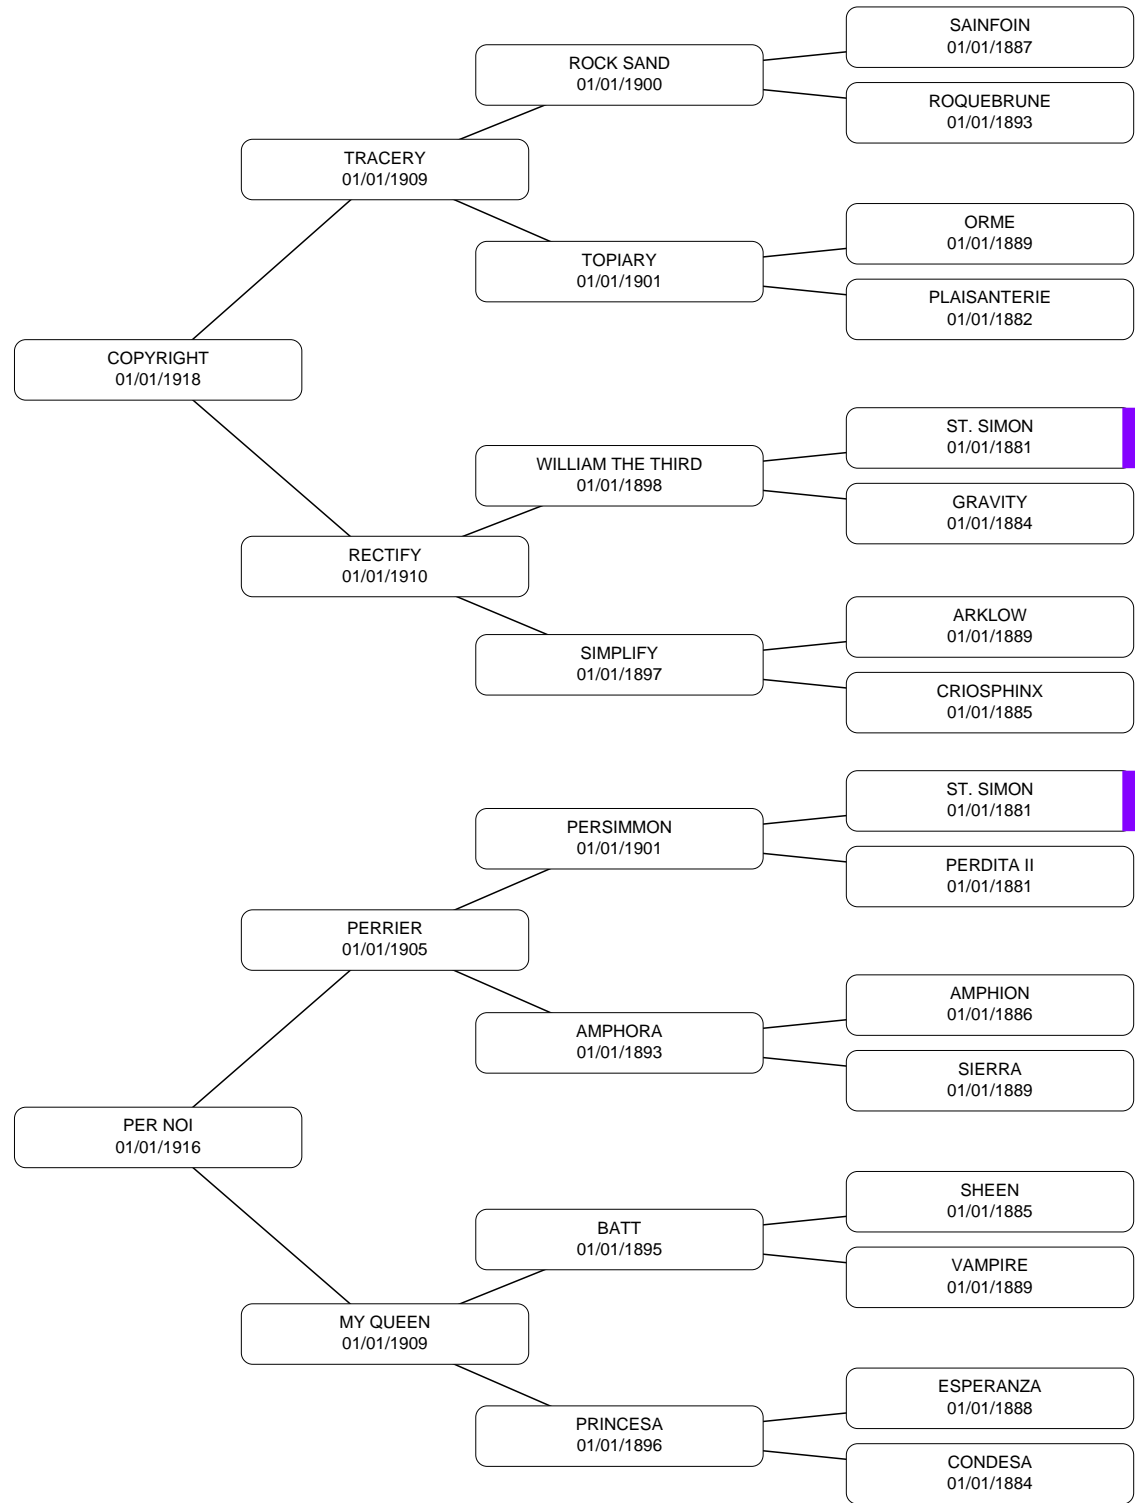 SAINFOIN
01/01/1887
ROCK SAND
01/01/1900
ROQUEBRUNE
01/01/1893
TRACERY
01/01/1909
ORME
01/01/1889
TOPIARY
01/01/1901
PLAISANTERIE
01/01/1882
COPYRIGHT
01/01/1918
ST. SIMON
01/01/1881
WILLIAM THE THIRD
01/01/1898
GRAVITY
01/01/1884
RECTIFY
01/01/1910
ARKLOW
01/01/1889
SIMPLIFY
01/01/1897
CRIOSPHINX
01/01/1885
ST. SIMON
01/01/1881
PERSIMMON
01/01/1901
PERDITA II
01/01/1881
PERRIER
01/01/1905
AMPHION
01/01/1886
AMPHORA
01/01/1893
SIERRA
01/01/1889
PER NOI
01/01/1916
SHEEN
01/01/1885
BATT
01/01/1895
VAMPIRE
01/01/1889
MY QUEEN
01/01/1909
ESPERANZA
01/01/1888
PRINCESA
01/01/1896
CONDESA
01/01/1884